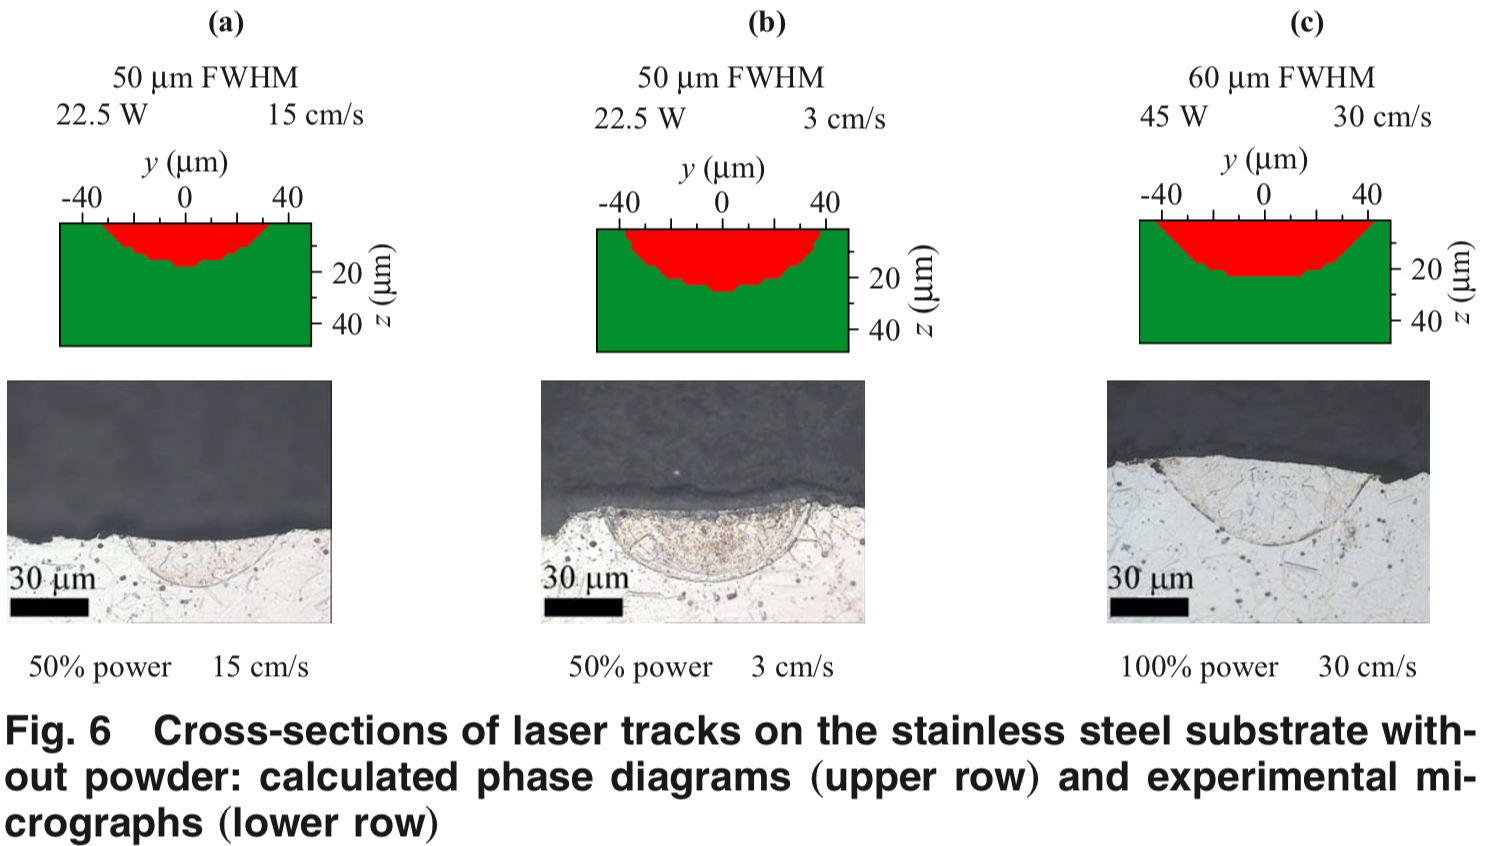 (a)
50 μm FWHM
22.5 W 15 cm/s
y (μm)
-40 0 40
20
40
z (μm)
30 μm
50% power 15 cm/s
(b)
50 μm FWHM
22.5 W 3 cm/s
y (μm)
-40 0 40
20
40
z (μm)
30 μm
50% power 3 cm/s
(c)
60 μm FWHM
45 W 30 cm/s
y (μm)
-40 0 40
20
40
z (μm)
30 μm
100% power 30 cm/s
Fig. 6 Cross-sections of laser tracks on the stainless steel substrate with-
out powder: calculated phase diagrams (upper row) and experimental mi-
crographs (lower row)